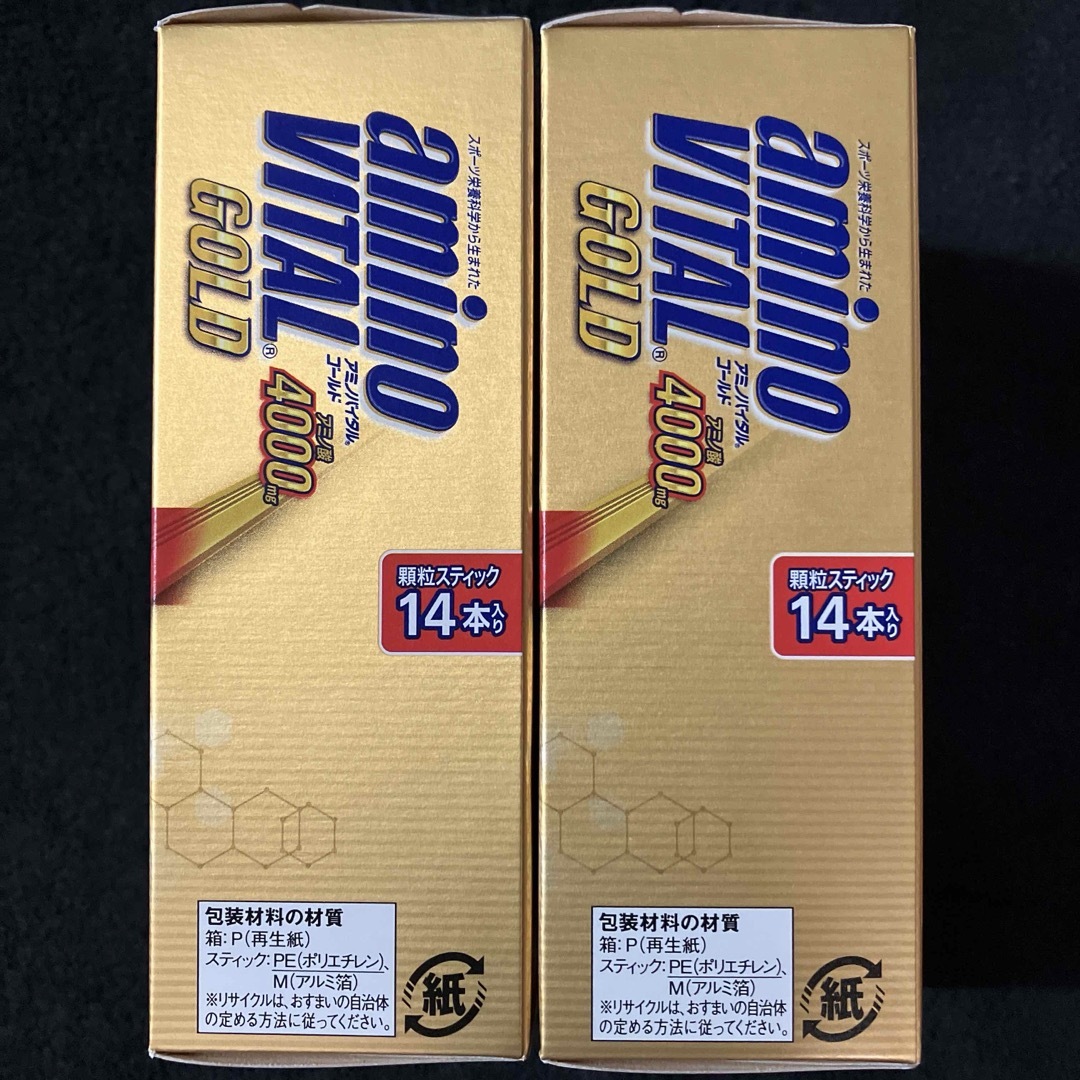 スポーツ栄養科学から生まれた
amino
VITAL®
GOLD
アミノバイタル®
ゴールド
アミノ酸
4000mg
顆粒スティック
14本入り
包装材料の材質
箱:P(再生紙)
スティック:PE(ポリエチレン)、
M(アルミ箔)
※リサイクルは、おすまいの自治体
の定める方法に従ってください。
紙
スポーツ栄養科学から生まれた
amino
VITAL®
GOLD
アミノバイタル®
ゴールド
アミノ酸
4000mg
顆粒スティック
14本入り
包装材料の材質
箱:P(再生紙)
スティック:PE(ポリエチレン)、
M(アルミ箔)
※リサイクルは、おすまいの自治体
の定める方法に従ってください。
紙